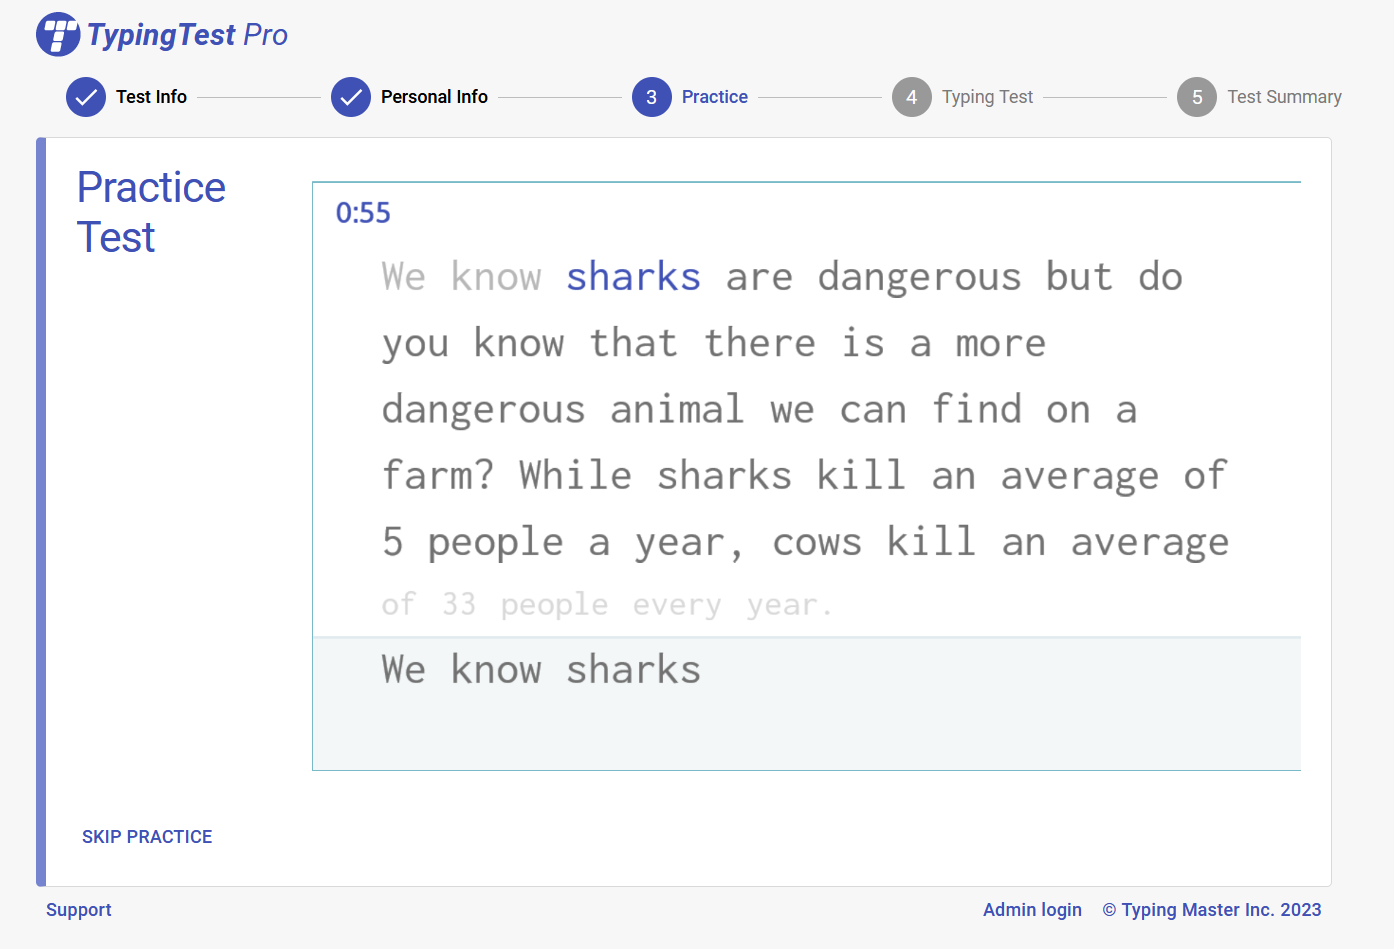 TypingTest Pro
Test Info
Personal Info
3 Practice
4 Typing Test
5 Test Summary
Practice
Test
0:55
We know sharks are dangerous but do
you know that there is a more
dangerous animal we can find on a
farm? While sharks kill an average of
5 people a year, cows kill an average
of 33 people every year.
We know sharks
SKIP PRACTICE
Support
Admin login © Typing Master Inc. 2023